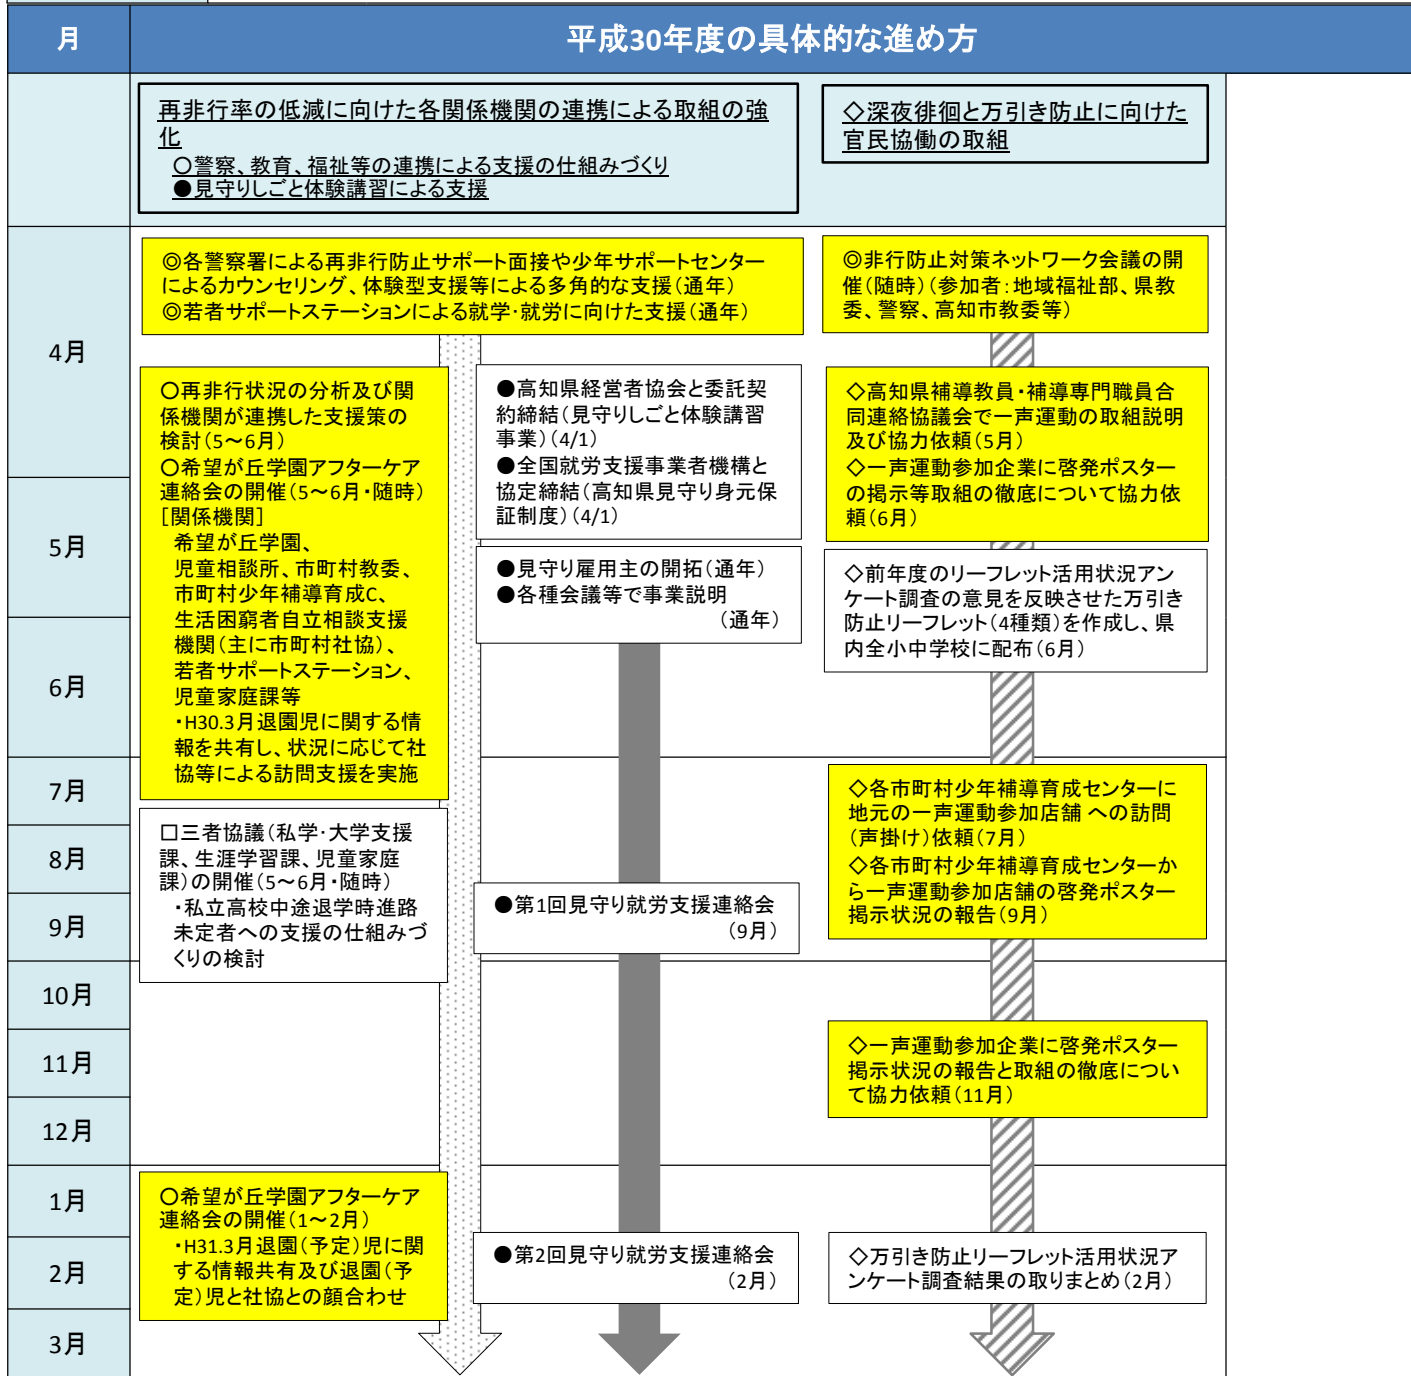 月
平成30年度の具体的な進め方
再非行率の低減に向けた各関係機関の連携による取組の強
化
○警察、教育、福祉等の連携による支援の仕組みづくり
●見守りしごと体験講習による支援
◇深夜徘徊と万引き防止に向けた
官民協働の取組
4月
◎各警察署による再非行防止サポート面接や少年サポートセンター
によるカウンセリング、体験型支援等による多角的な支援(通年)
◎若者サポートステーションによる就学・就労に向けた支援(通年)
◎非行防止対策ネットワーク会議の開
催(随時)(参加者:地域福祉部、県教
委、警察、高知市教委等)
○再非行状況の分析及び関
係機関が連携した支援策の
検討(5~6月)
○希望が丘学園アフターケア
連絡会の開催(5~6月・随時)
[関係機関]
希望が丘学園、
児童相談所、市町村教委、
市町村少年補導育成C、
生活困窮者自立相談支援
機関(主に市町村社協)、
若者サポートステーション、
児童家庭課等
・H30.3月退園児に関する情
報を共有し、状況に応じて社
協等による訪問支援を実施
●高知県経営者協会と委託契
約締結(見守りしごと体験講習
事業)(4/1)
●全国就労支援事業者機構と
協定締結(高知県見守り身元保
証制度)(4/1)
◇高知県補導教員・補導専門職員合
同連絡協議会で一声運動の取組説明
及び協力依頼(5月)
◇一声運動参加企業に啓発ポスター
の掲示等取組の徹底について協力依
頼(6月)
5月
●見守り雇用主の開拓(通年)
●各種会議等で事業説明
(通年)
◇前年度のリーフレット活用状況アン
ケート調査の意見を反映させた万引き
防止リーフレット(4種類)を作成し、県
内全小中学校に配布(6月)
6月
7月
8月
9月
□三者協議(私学・大学支援
課、生涯学習課、児童家庭
課)の開催(5~6月・随時)
・私立高校中途退学時進路
未定者への支援の仕組みづ
くりの検討
●第1回見守り就労支援連絡会
(9月)
◇各市町村少年補導育成センターに
地元の一声運動参加店舗 への訪問
(声掛け)依頼(7月)
◇各市町村少年補導育成センターか
ら一声運動参加店舗の啓発ポスター
掲示状況の報告(9月)
10月
11月
12月
◇一声運動参加企業に啓発ポスター
掲示状況の報告と取組の徹底につい
て協力依頼(11月)
1月
2月
3月
○希望が丘学園アフターケア
連絡会の開催(1~2月)
・H31.3月退園(予定)児に関
する情報共有及び退園(予
定)児と社協との顔合わせ
●第2回見守り就労支援連絡会
(2月)
◇万引き防止リーフレット活用状況ア
ンケート調査結果の取りまとめ(2月)